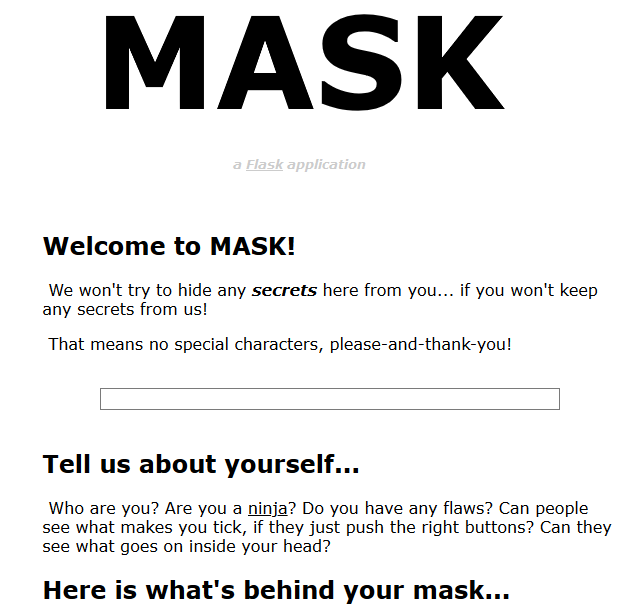 MASK
a Flask application
Welcome to MASK!
We won't try to hide any secrets here from you... if you won't keep
any secrets from us!
That means no special characters, please-and-thank-you!
Tell us about yourself...
Who are you? Are you a ninja? Do you have any flaws? Can people
see what makes you tick, if they just push the right buttons? Can they
see what goes on inside your head?
Here is what's behind your mask...